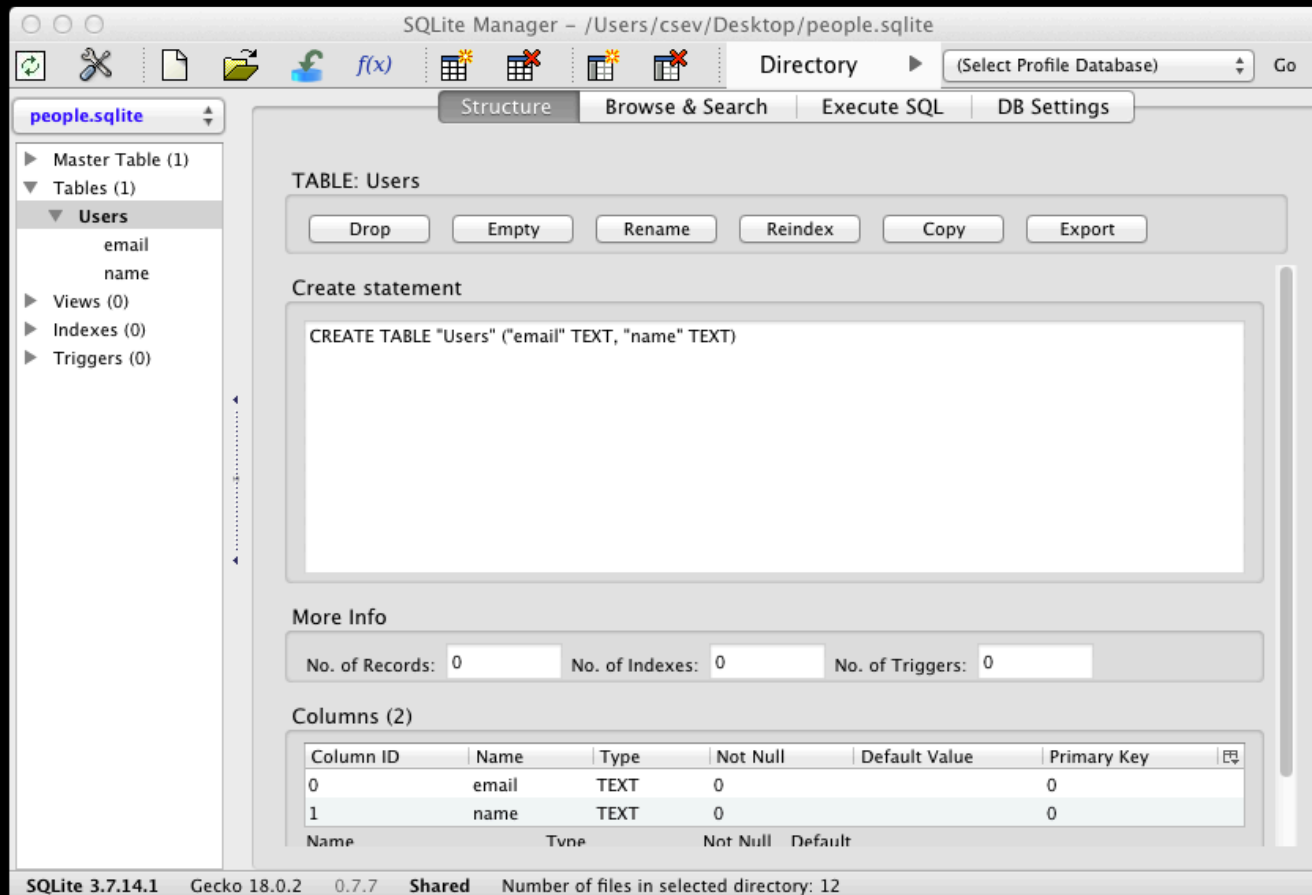 SQLite Manager – /Users/csev/Desktop/people.sqlite
f(x) Directory (Select Profile Database) Go
people.sqlite
Structure Browse & Search Execute SQL DB Settings
Master Table (1)
Tables (1)
Users
email
name
Views (0)
Indexes (0)
Triggers (0)
TABLE: Users
Drop Empty Rename Reindex Copy Export
Create statement
CREATE TABLE "Users" ("email" TEXT, "name" TEXT)
More Info
No. of Records: 0 No. of Indexes: 0 No. of Triggers: 0
Columns (2)
Column ID Name Type Not Null Default Value Primary Key
0 email TEXT 0 0
1 name TEXT 0 0
Name Type Not Null Default
SQLite 3.7.14.1 Gecko 18.0.2 0.7.7 Shared Number of files in selected directory: 12